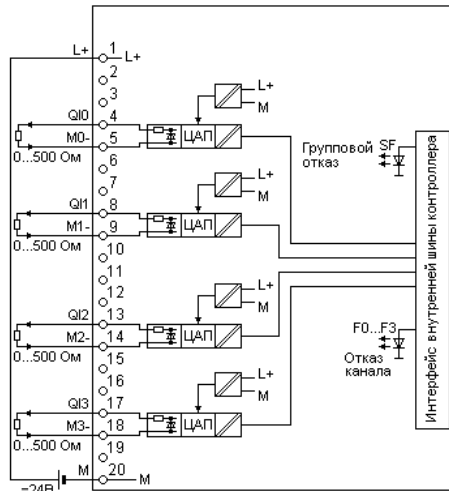 L+ 1 L+
2
3
L+
M
QI0 4
M0- 5 ЦАП
0...500 Ом
6
7
Групповой SF
отказ
L+
M
QI1 8
M1- 9 ЦАП
0...500 Ом
10
11
12
L+
M
QI2 13
M2- 14 ЦАП
0...500 Ом
15
16
F0...F3
Отказ
канала
L+
M
QI3 17
M3- 18 ЦАП
0...500 Ом
19
M 20 M
=24В
Интерфейс внутренней шины контроллера